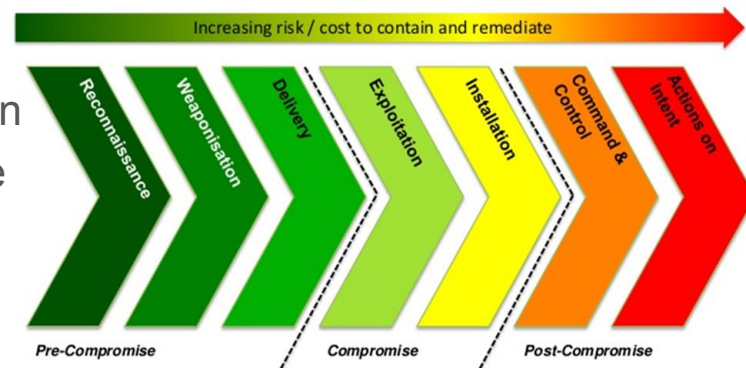 Increasing risk / cost to contain and remediate
n
e
Reconnaissance
Weaponisation
Delivery
Exploitation
Installation
Command &
Control
Actions on
Intent
Pre-Compromise
Compromise
Post-Compromise